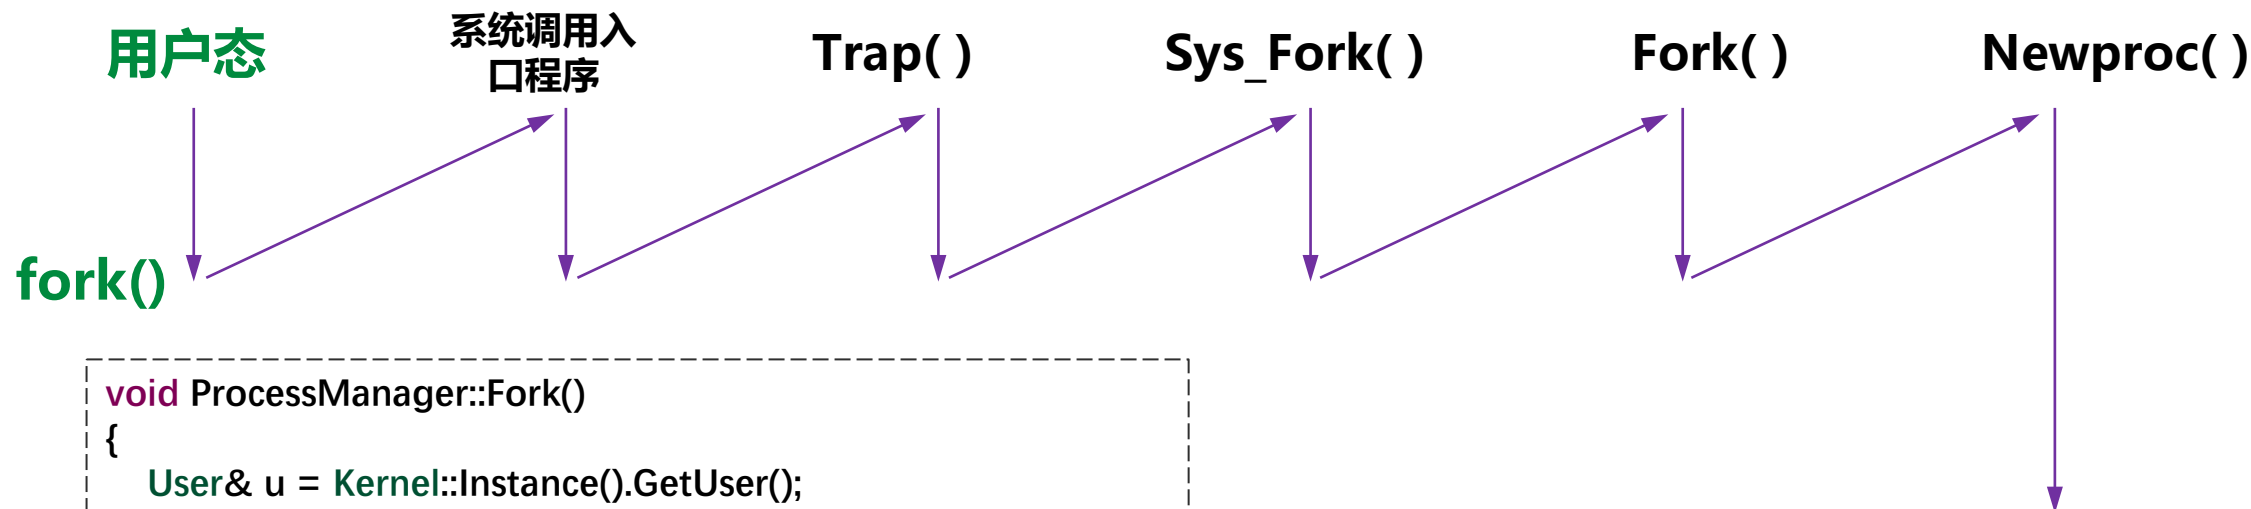 用户态
系统调用入
口程序
Trap( )
Sys_Fork( )
Fork( )
Newproc( )
fork()
void ProcessManager::Fork()
{
User& u = Kernel::Instance().GetUser();